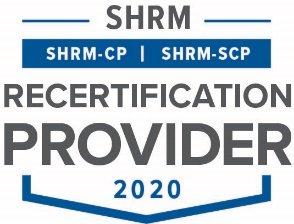 SHRM
SHRM-CP | SHRM-SCP
RECERTIFICATION
PROVIDER
2020